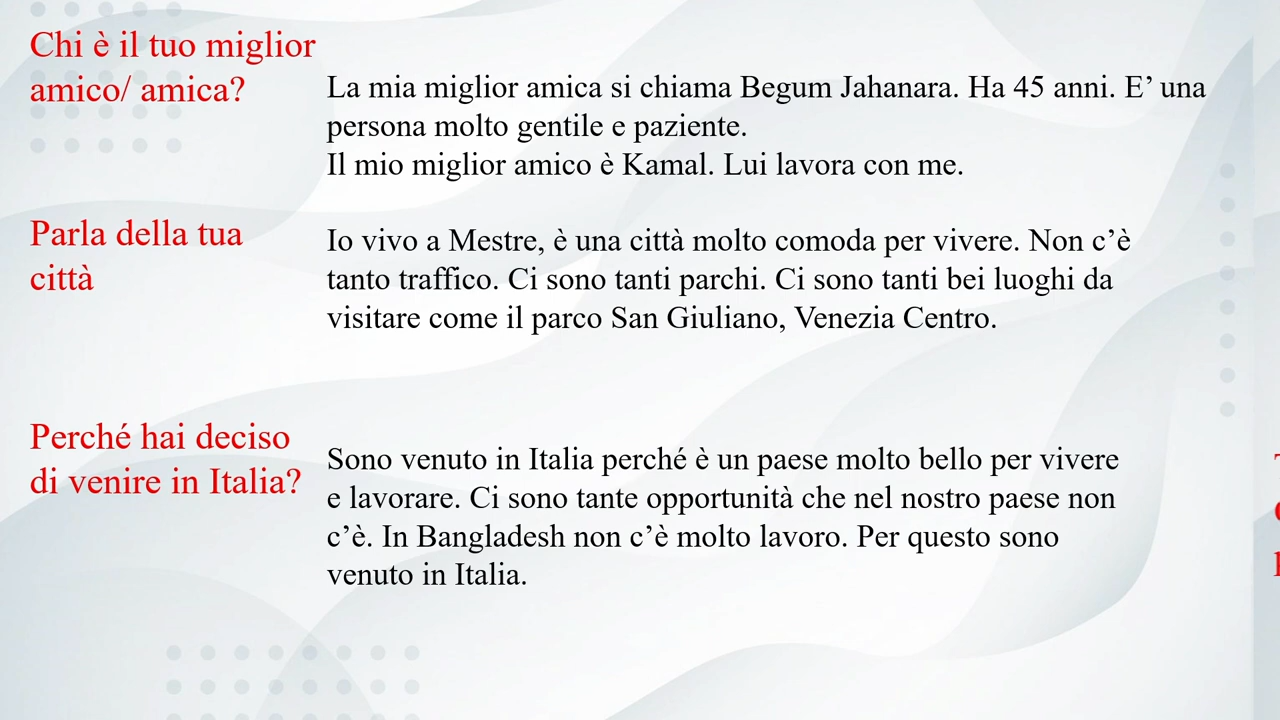 Chi è il tuo miglior
amico/ amica?
La mia miglior amica si chiama Begum Jahanara. Ha 45 anni. E’ una
persona molto gentile e paziente.
Il mio miglior amico è Kamal. Lui lavora con me.
Parla della tua
città
Io vivo a Mestre, è una città molto comoda per vivere. Non c’è
tanto traffico. Ci sono tanti parchi. Ci sono tanti bei luoghi da
visitare come il parco San Giuliano, Venezia Centro.
Perché hai deciso
di venire in Italia?
Sono venuto in Italia perché è un paese molto bello per vivere
e lavorare. Ci sono tante opportunità che nel nostro paese non
c’è. In Bangladesh non c’è molto lavoro. Per questo sono
venuto in Italia.